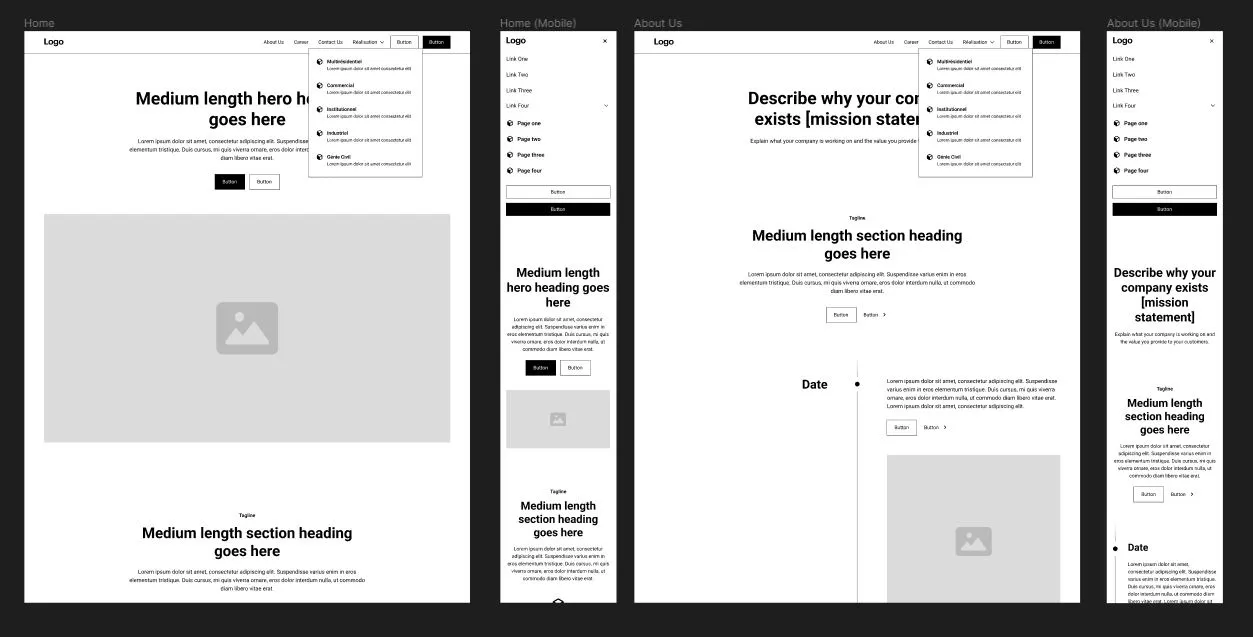 Home
Logo
About Us
Career
Contact Us
Réalisation
Button
Button
Multirésidentiel
Lorem ipsum dolor sit amet consectetur elit
Commercial
Lorem ipsum dolor sit amet consectetur elit
Institutionnel
Lorem ipsum dolor sit amet consectetur elit
Industriel
Lorem ipsum dolor sit amet consectetur elit
Génie Civil
Lorem ipsum dolor sit amet consectetur elit
Medium length hero h
goes here
Lorem ipsum dolor sit amet, consectetur adipiscing elit. Suspendisse varius
elementum tristique. Duis cursus, mi quis viverra ornare, eros dolor inter
diam libero vitae erat.
Button
Button
Tagline
Medium length section heading
goes here
Lorem ipsum dolor sit amet, consectetur adipiscing elit. Suspendisse varius enim in eros
elementum tristique. Duis cursus, mi quis viverra ornare, eros dolor interdum nulla, ut commodo
diam libero vitae erat.
Home (Mobile)
Logo
Link One
Link Two
Link Three
Link Four
Page one
Page two
Page three
Page four
Button
Button
Medium length
hero heading goes
here
Lorem ipsum dolor sit amet, consectetur
adipiscing elit. Suspendisse varius enim in
eros elementum tristique. Duis cursus, mi quis
viverra ornare, eros dolor interdum nulla, ut
commodo diam libero vitae erat.
Button
Button
Tagline
Medium length
section heading
goes here
Lorem ipsum dolor sit amet, consectetur
adipiscing elit. Suspendisse varius enim in
eros elementum tristique. Duis cursus, mi quis
viverra ornare, eros dolor interdum nulla, ut
commodo diam libero vitae erat.
About Us
Logo
About Us
Career
Contact Us
Réalisation
Button
Button
Multirésidentiel
Lorem ipsum dolor sit amet consectetur elit
Commercial
Lorem ipsum dolor sit amet consectetur elit
Institutionnel
Lorem ipsum dolor sit amet consectetur elit
Industriel
Lorem ipsum dolor sit amet consectetur elit
Génie Civil
Lorem ipsum dolor sit amet consectetur elit
Describe why your co
exists [mission state
Explain what your company is working on and the value you provide
Tagline
Medium length section heading
goes here
Lorem ipsum dolor sit amet, consectetur adipiscing elit. Suspendisse varius enim in eros
elementum tristique. Duis cursus, mi quis viverra ornare, eros dolor interdum nulla, ut commodo
diam libero vitae erat.
Button
Button
Date
Lorem ipsum dolor sit amet, consectetur adipiscing elit. Suspendisse
varius enim in eros elementum tristique. Duis cursus, mi quis viverra
ornare, eros dolor interdum nulla, ut commodo diam libero vitae erat.
Lorem ipsum dolor sit amet, consectetur adipiscing elit.
Button
Button
About Us (Mobile)
Logo
Link One
Link Two
Link Three
Link Four
Page one
Page two
Page three
Page four
Button
Button
Describe why your
company exists
[mission
statement]
Explain what your company is working on and
the value you provide to your customers.
Tagline
Medium length
section heading
goes here
Lorem ipsum dolor sit amet, consectetur
adipiscing elit. Suspendisse varius enim in
eros elementum tristique. Duis cursus, mi quis
viverra ornare, eros dolor interdum nulla, ut
commodo diam libero vitae erat.
Button
Button
Date
Lorem ipsum dolor sit amet,
consectetur adipiscing elit.
Suspendisse varius enim in eros
elementum tristique. Duis cursus,
mi quis viverra ornare, eros
dolor interdum nulla, ut